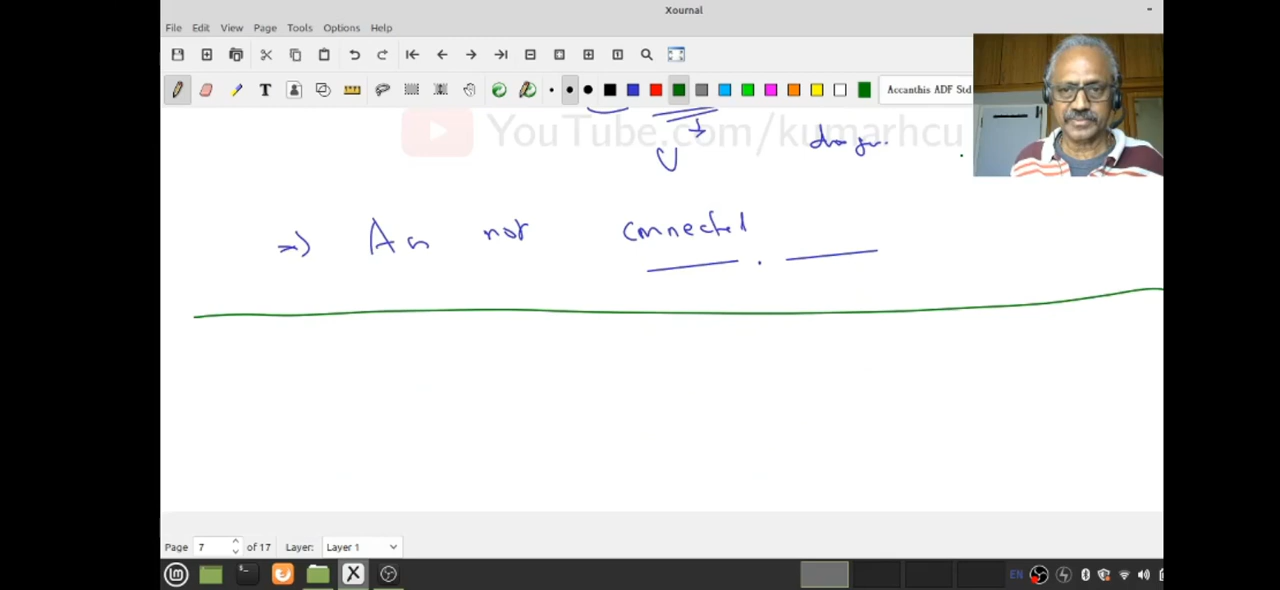 Xournal
File Edit View Page Tools Options Help
T Accanthis ADF Std
YouTube.com/kumarhcu
U
=> A is not connected.
Page 7 of 17 Layer: Layer 1
EN